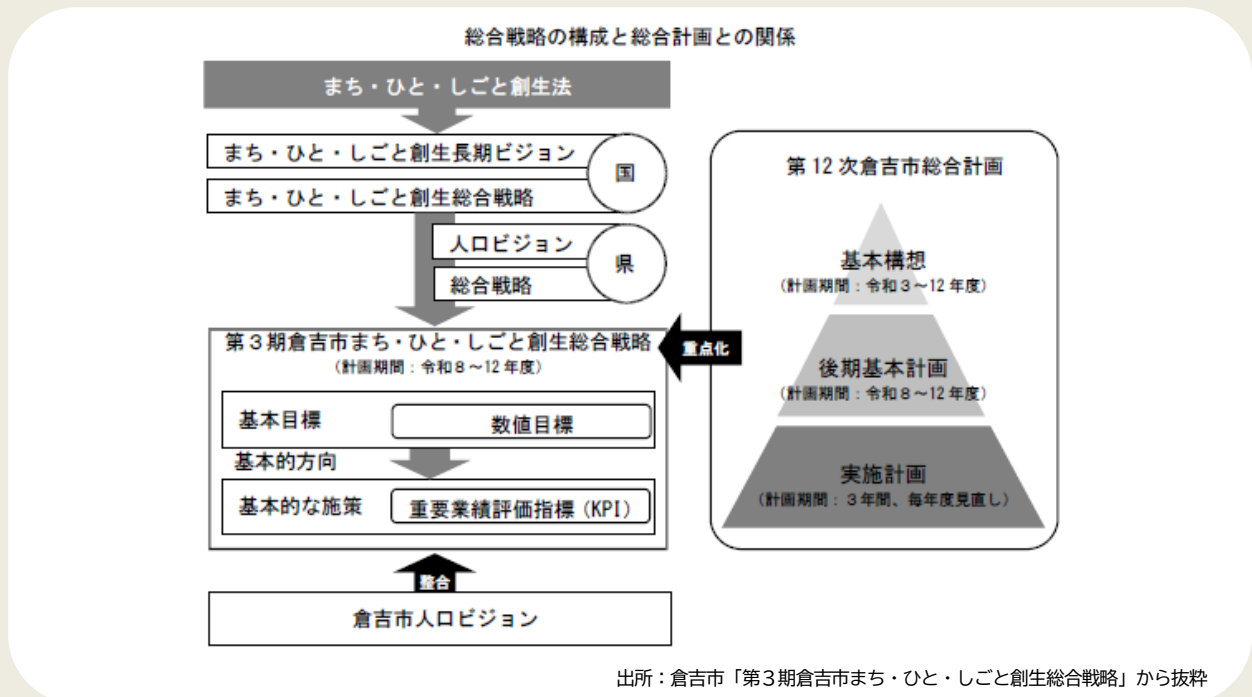 総合戦略の構成と総合計画との関係
まち・ひと・しごと創生法
まち・ひと・しごと創生長期ビジョン
まち・ひと・しごと創生総合戦略
国
人口ビジョン
総合戦略
県
第３期倉吉市まち・ひと・しごと創生総合戦略
（計画期間：令和８～12年度）
基本目標
数値目標
基本的方向
基本的な施策
重要業績評価指標（KPI）
整合
倉吉市人口ビジョン
重点化
第12次倉吉市総合計画
基本構想
（計画期間：令和３～12年度）
後期基本計画
（計画期間：令和８～12年度）
実施計画
（計画期間：３年間、毎年度見直し）
出所：倉吉市「第３期倉吉市まち・ひと・しごと創生総合戦略」から抜粋